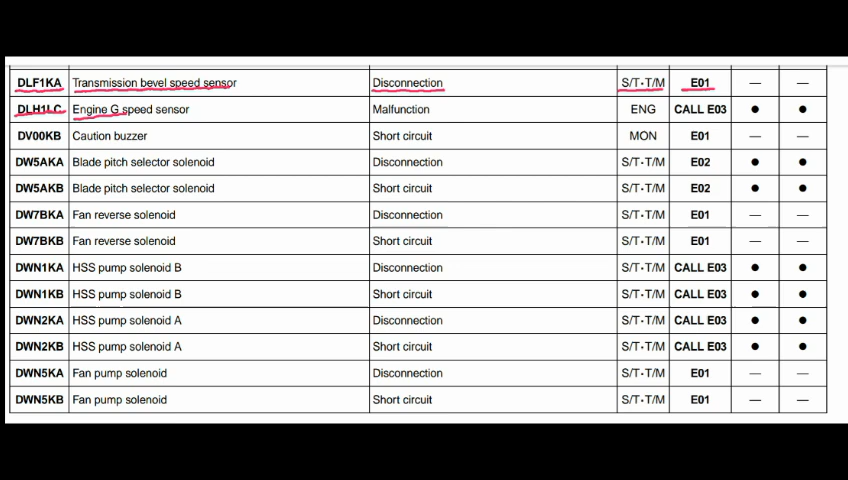 DLF1KA Transmission bevel speed sensor Disconnection S/T・T/M E01 — —
DLH1LC Engine G speed sensor Malfunction ENG CALL E03 ● ●
DV00KB Caution buzzer Short circuit MON E01 — —
DW5AKA Blade pitch selector solenoid Disconnection S/T・T/M E02 ● ●
DW5AKB Blade pitch selector solenoid Short circuit S/T・T/M E02 ● ●
DW7BKA Fan reverse solenoid Disconnection S/T・T/M E01 — —
DW7BKB Fan reverse solenoid Short circuit S/T・T/M E01 — —
DWN1KA HSS pump solenoid B Disconnection S/T・T/M CALL E03 ● ●
DWN1KB HSS pump solenoid B Short circuit S/T・T/M CALL E03 ● ●
DWN2KA HSS pump solenoid A Disconnection S/T・T/M CALL E03 ● ●
DWN2KB HSS pump solenoid A Short circuit S/T・T/M CALL E03 ● ●
DWN5KA Fan pump solenoid Disconnection S/T・T/M E01 — —
DWN5KB Fan pump solenoid Short circuit S/T・T/M E01 — —